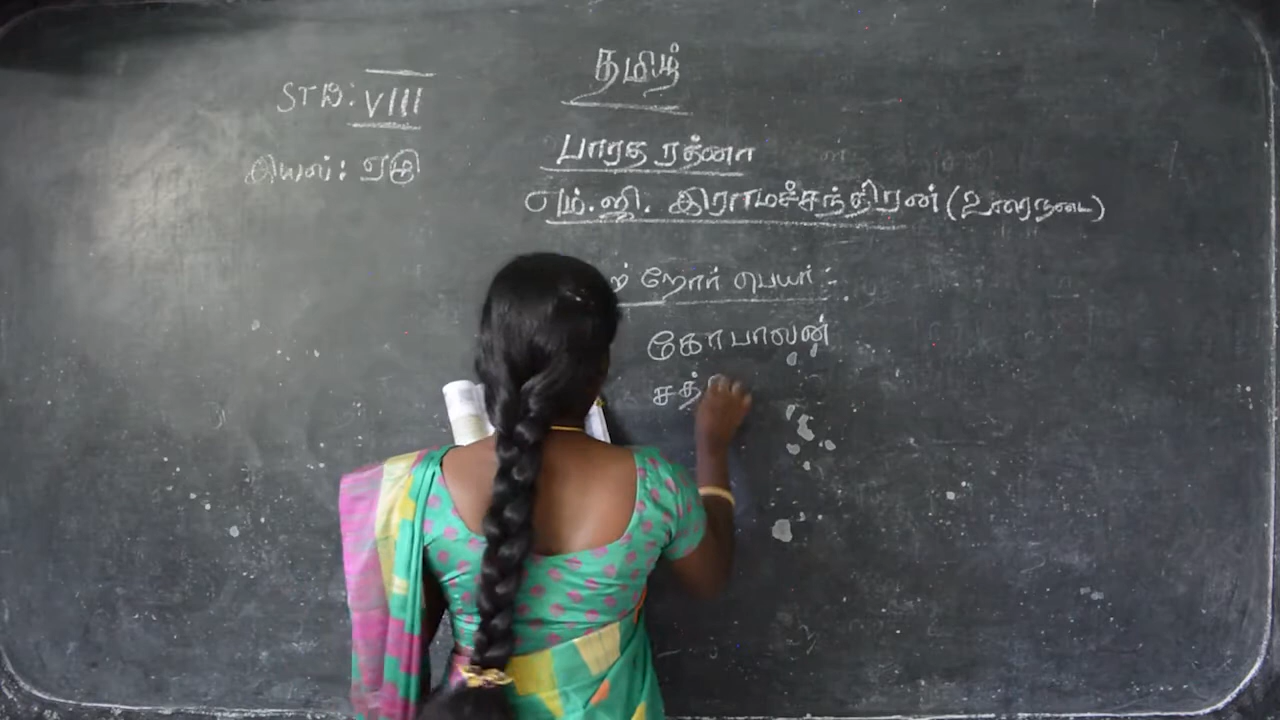 தமிழ்
STD: VIII
இயல்: ஏழு
பாரத ரத்னா
எம்.ஜி. இராமச்சந்திரன் (உரைநடை)
றோர் பெயர் :-
கோபாலன்
சத்